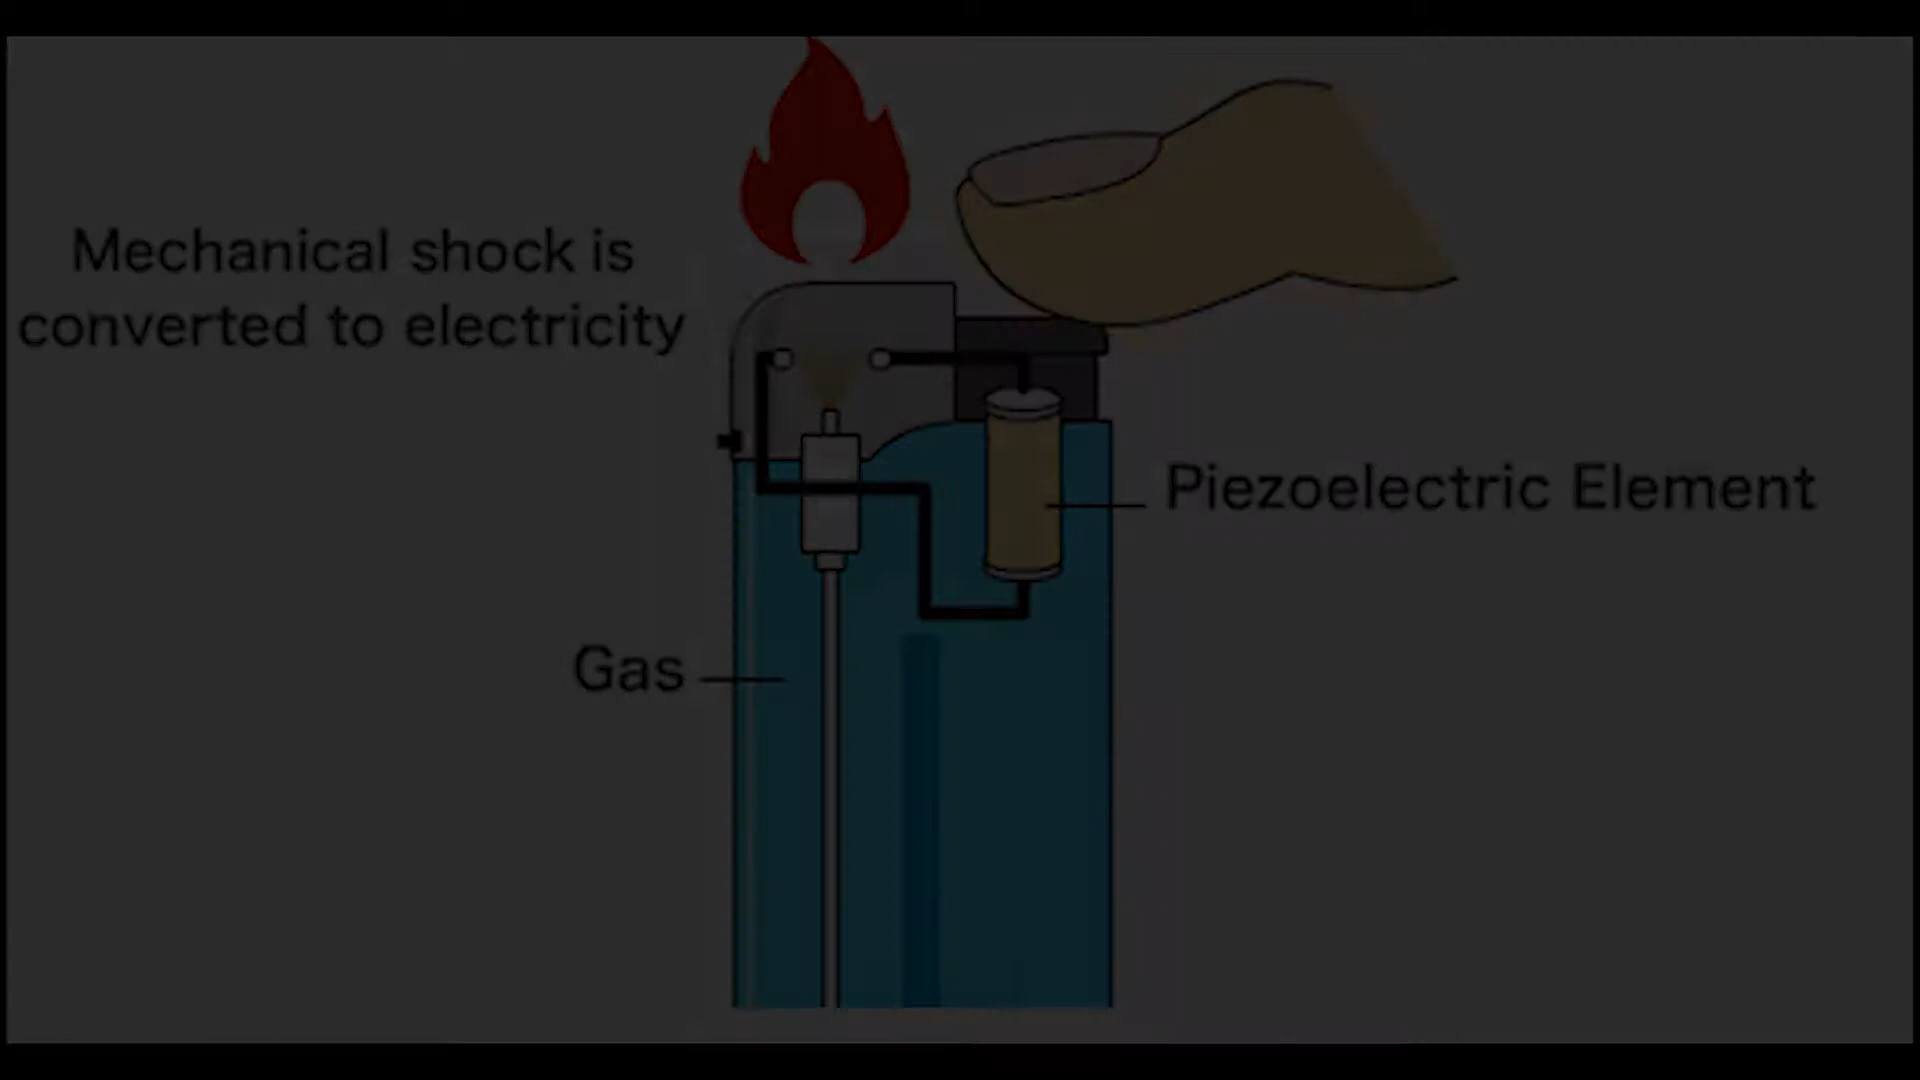 Mechanical shock is
converted to electricity
Piezoelectric Element
Gas